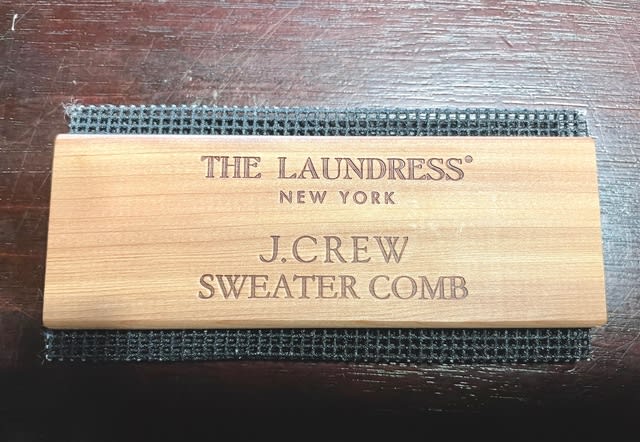 THE LAUNDRESS®
NEW YORK
J.CREW
SWEATER COMB